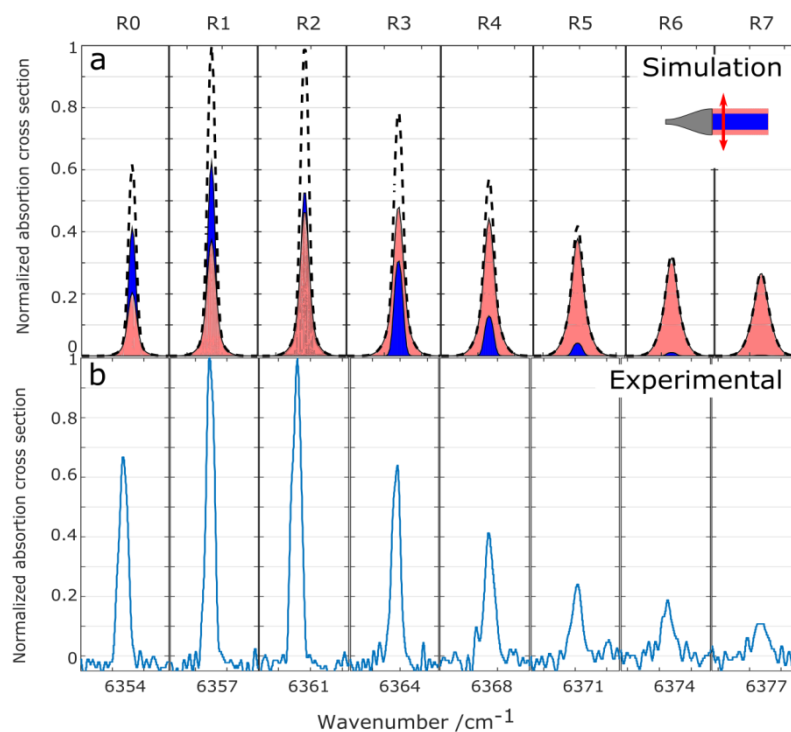 R0 R1 R2 R3 R4 R5 R6 R7
a
Simulation
Normalized absortion cross section
1
0.8
0.6
0.4
0.2
0
b
Experimental
Normalized absortion cross section
1
0.8
0.6
0.4
0.2
0
6354 6357 6361 6364 6368 6371 6374 6377
Wavenumber /cm⁻¹